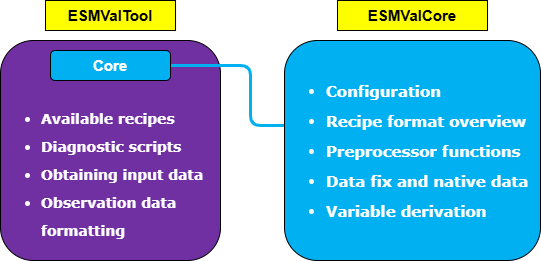 ESMValTool
Core
• Available recipes
• Diagnostic scripts
• Obtaining input data
• Observation data
formatting
ESMValCore
• Configuration
• Recipe format overview
• Preprocessor functions
• Data fix and native data
• Variable derivation